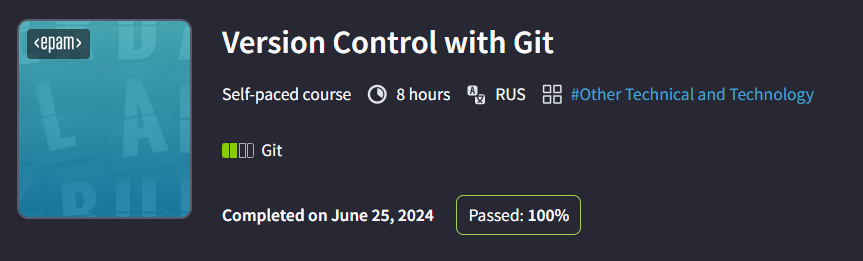 <epam>
Version Control with Git
Self-paced course 8 hours RUS #Other Technical and Technology
Git
Completed on June 25, 2024 Passed: 100%